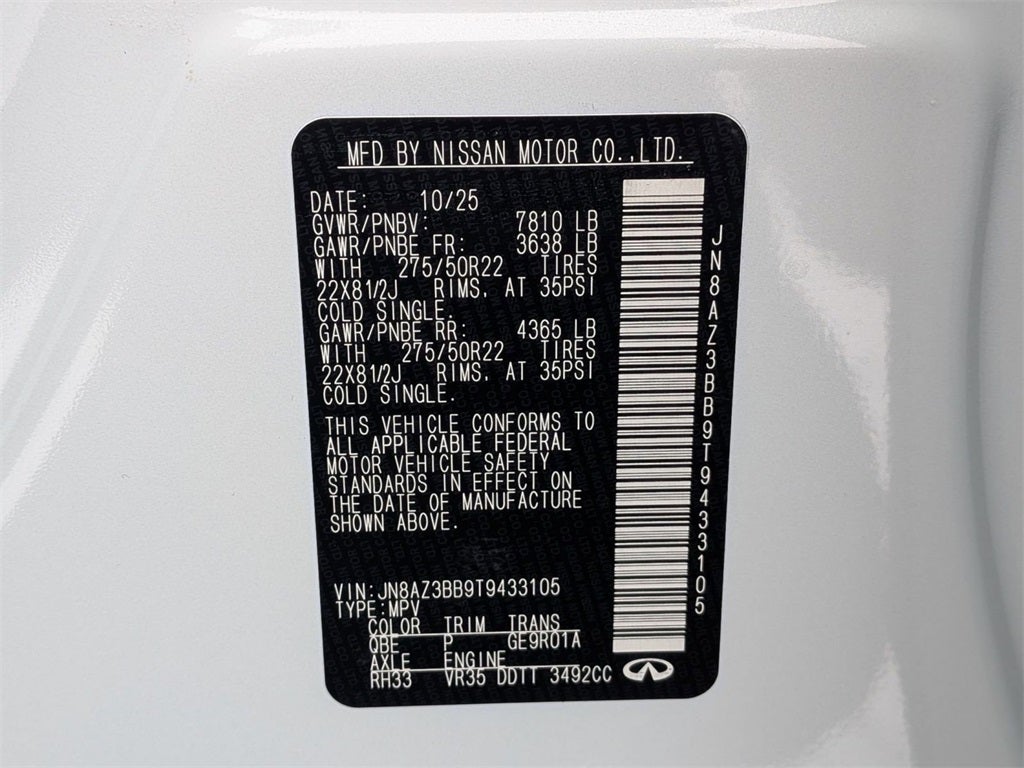 MFD BY NISSAN MOTOR CO.,LTD.
DATE: 10/25
GVWR/PNBV: 7810 LB
GAWR/PNBE FR: 3638 LB
WITH 275/50R22 TIRES
22X81/2J RIMS, AT 35PSI
COLD SINGLE.
GAWR/PNBE RR: 4365 LB
WITH 275/50R22 TIRES
22X81/2J RIMS, AT 35PSI
COLD SINGLE.
THIS VEHICLE CONFORMS TO
ALL APPLICABLE FEDERAL
MOTOR VEHICLE SAFETY
STANDARDS IN EFFECT ON
THE DATE OF MANUFACTURE
SHOWN ABOVE.
VIN:JN8AZ3BB9T9433105
TYPE:MPV
COLOR TRIM TRANS
QBE P GE9R01A
AXLE ENGINE
RH33 VR35 DDTT 3492CC
JN8AZ3BB9T9433105